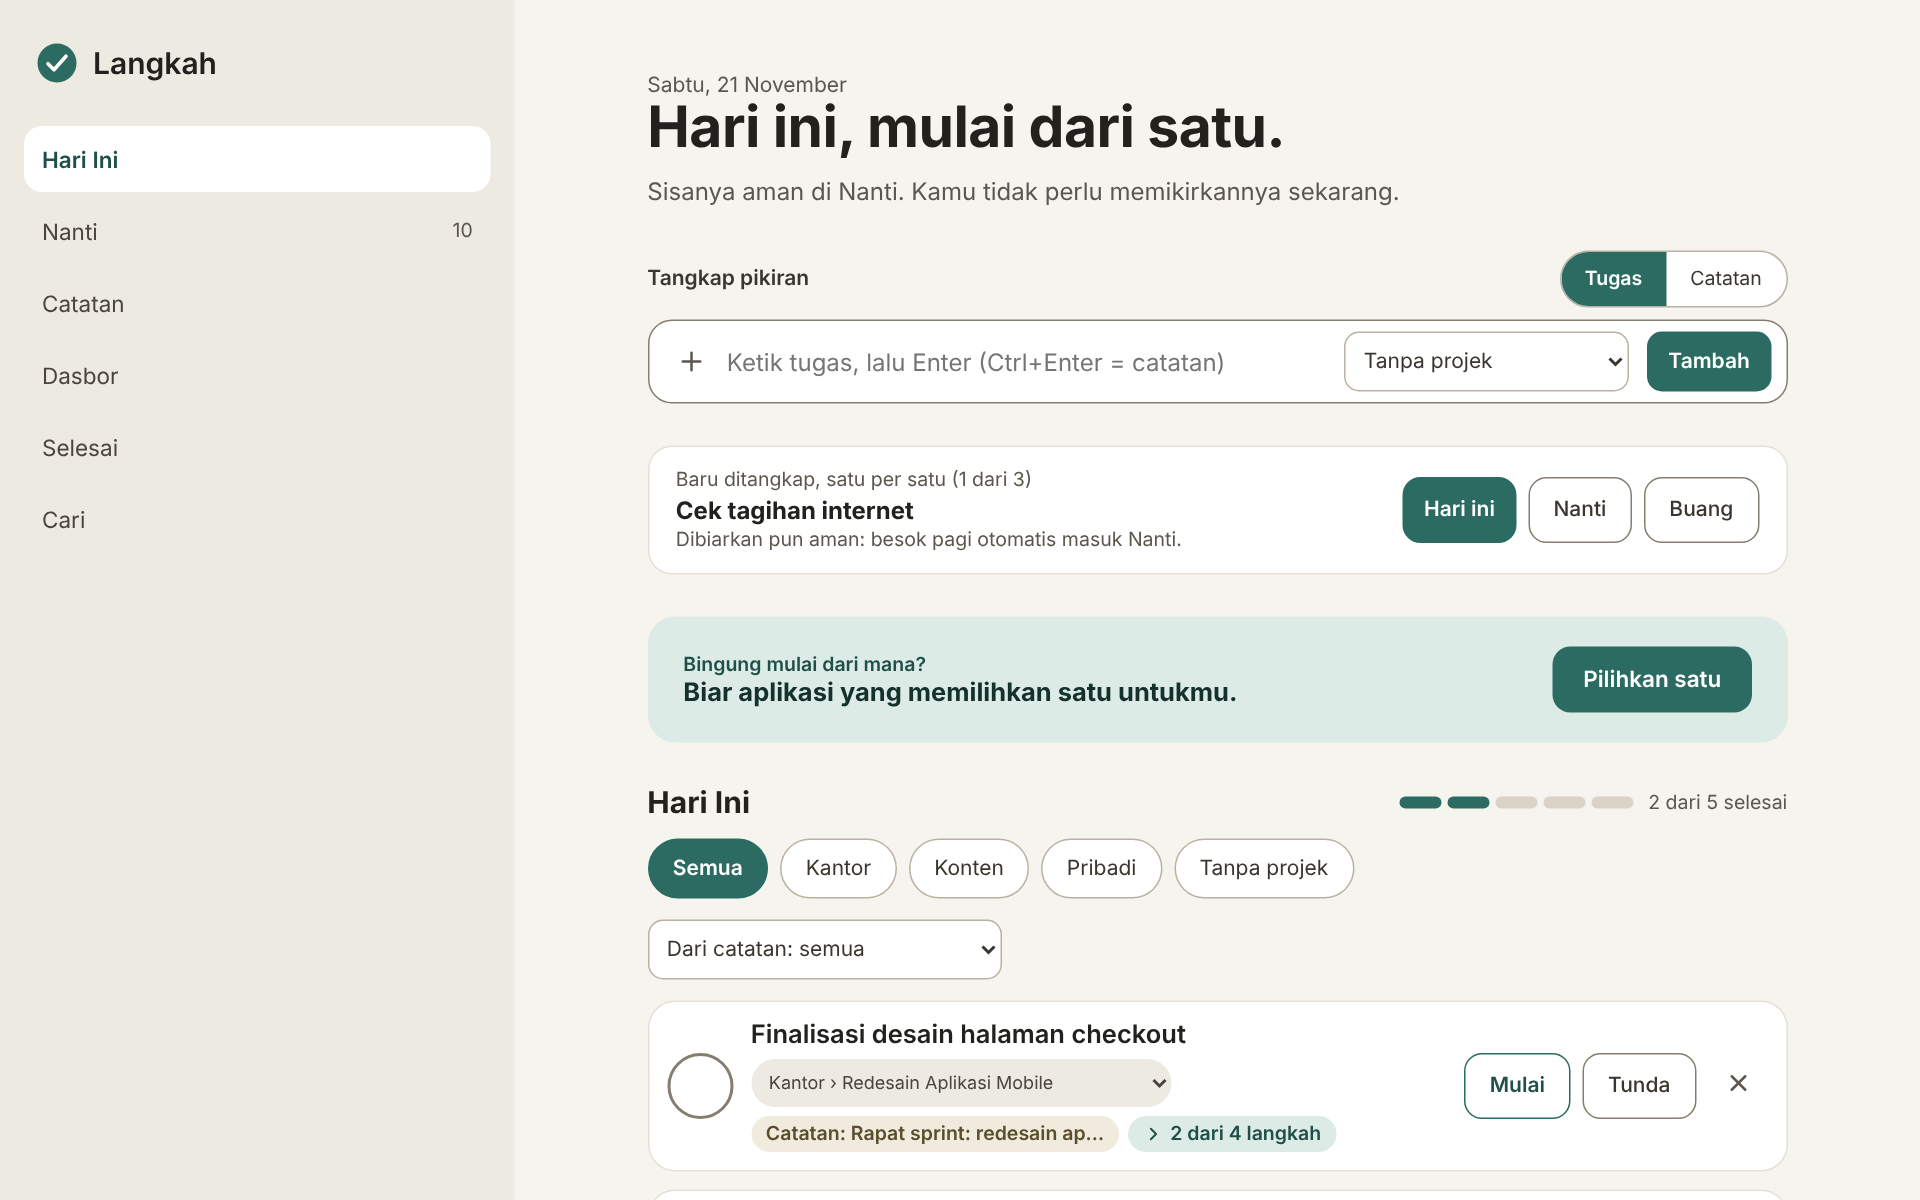 Langkah
Hari Ini
Nanti 10
Catatan
Dasbor
Selesai
Cari
Sabtu, 21 November
Hari ini, mulai dari satu.
Sisanya aman di Nanti. Kamu tidak perlu memikirkannya sekarang.
Tangkap pikiran
Tugas Catatan
Ketik tugas, lalu Enter (Ctrl+Enter = catatan)
Tanpa projek
Tambah
Baru ditangkap, satu per satu (1 dari 3)
Cek tagihan internet
Dibiarkan pun aman: besok pagi otomatis masuk Nanti.
Hari ini Nanti Buang
Bingung mulai dari mana?
Biar aplikasi yang memilihkan satu untukmu.
Pilihkan satu
Hari Ini
2 dari 5 selesai
Semua Kantor Konten Pribadi Tanpa projek
Dari catatan: semua
Finalisasi desain halaman checkout
Kantor › Redesain Aplikasi Mobile
Catatan: Rapat sprint: redesain ap...
2 dari 4 langkah
Mulai Tunda